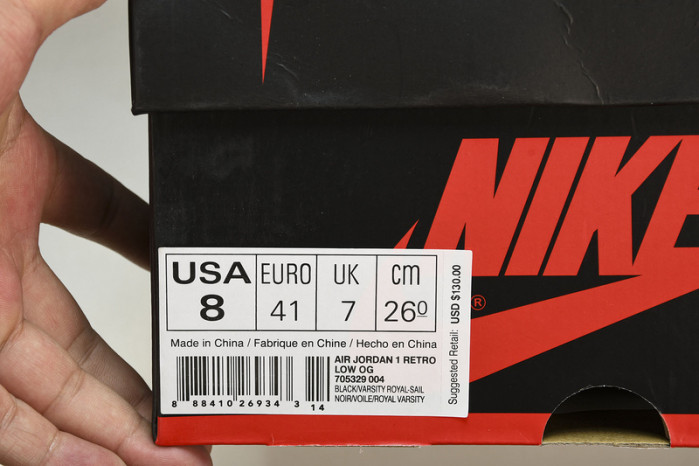 NIKE
®
USA EURO UK cm
8 41 7 26.0
Made in China / Fabrique en Chine / Hecho en China
AIR JORDAN 1 RETRO
LOW OG
705329 004
BLACK/VARSITY ROYAL-SAIL
NOIR/VOILE/ROYAL VARSITY
8 88410 26934 3 14
Suggested Retail: USD $130.00